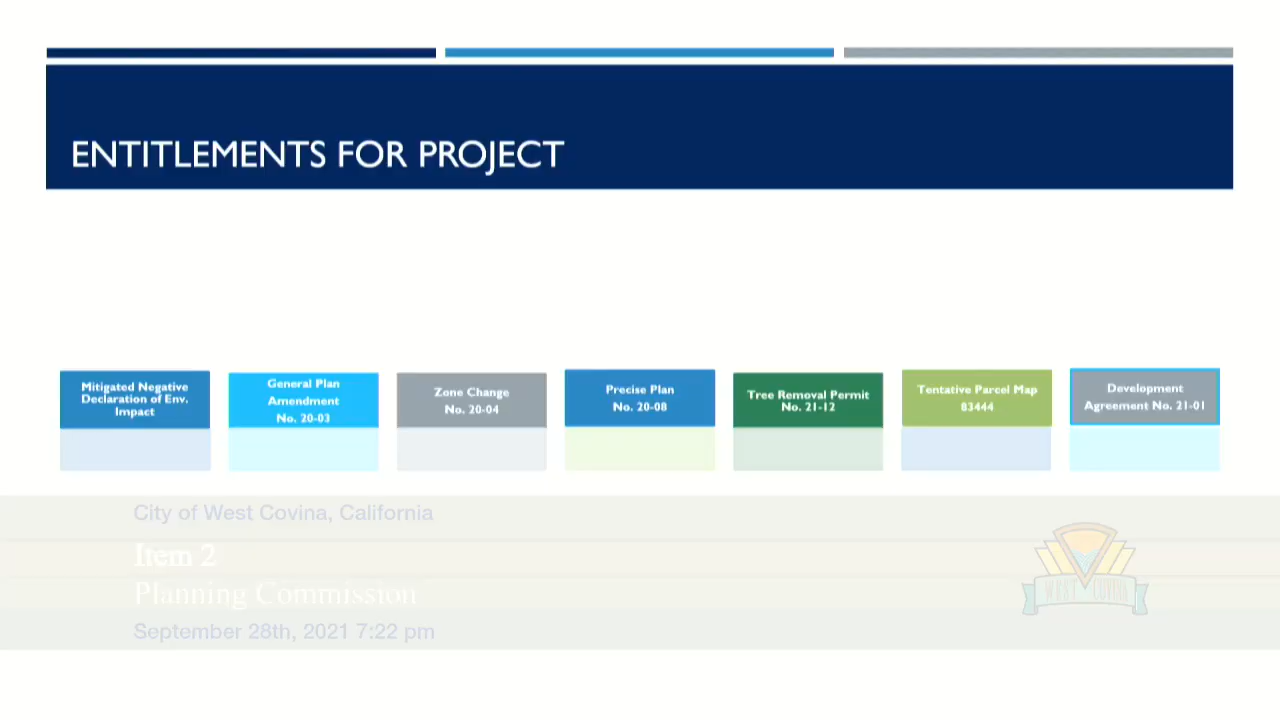 ENTITLEMENTS FOR PROJECT
Mitigated Negative
Declaration of Env.
Impact
General Plan
Amendment
No. 20-03
Zone Change
No. 20-04
Precise Plan
No. 20-08
Tree Removal Permit
No. 21-12
Tentative Parcel Map
83444
Development
Agreement No. 21-01
City of West Covina, California
Item 2
Planning Commission
September 28th, 2021 7:22 pm
WEST COVINA